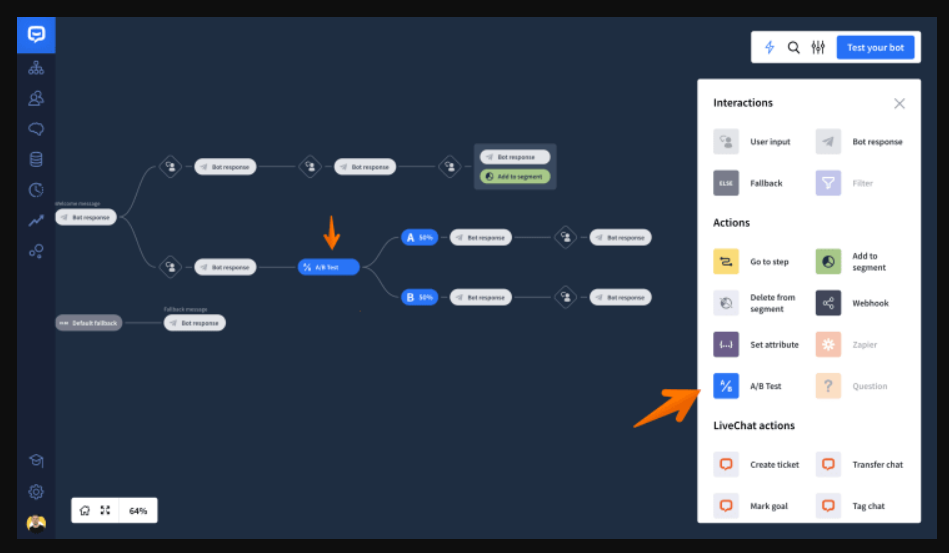 Test your bot
Interactions
User input
Bot response
ELSE
Fallback
Filter
Actions
Go to step
Add to
segment
Delete from
segment
Webhook
{...}
Set attribute
Zapier
A/B
A/B Test
?
Question
LiveChat actions
Create ticket
Transfer chat
Mark goal
Tag chat
Bot response
Bot response
Bot response
Add to segment
Welcome message
Bot response
Bot response
A/B Test
A 50%
Bot response
Bot response
B 50%
Bot response
Bot response
Default fallback
Fallback message
Bot response
64%